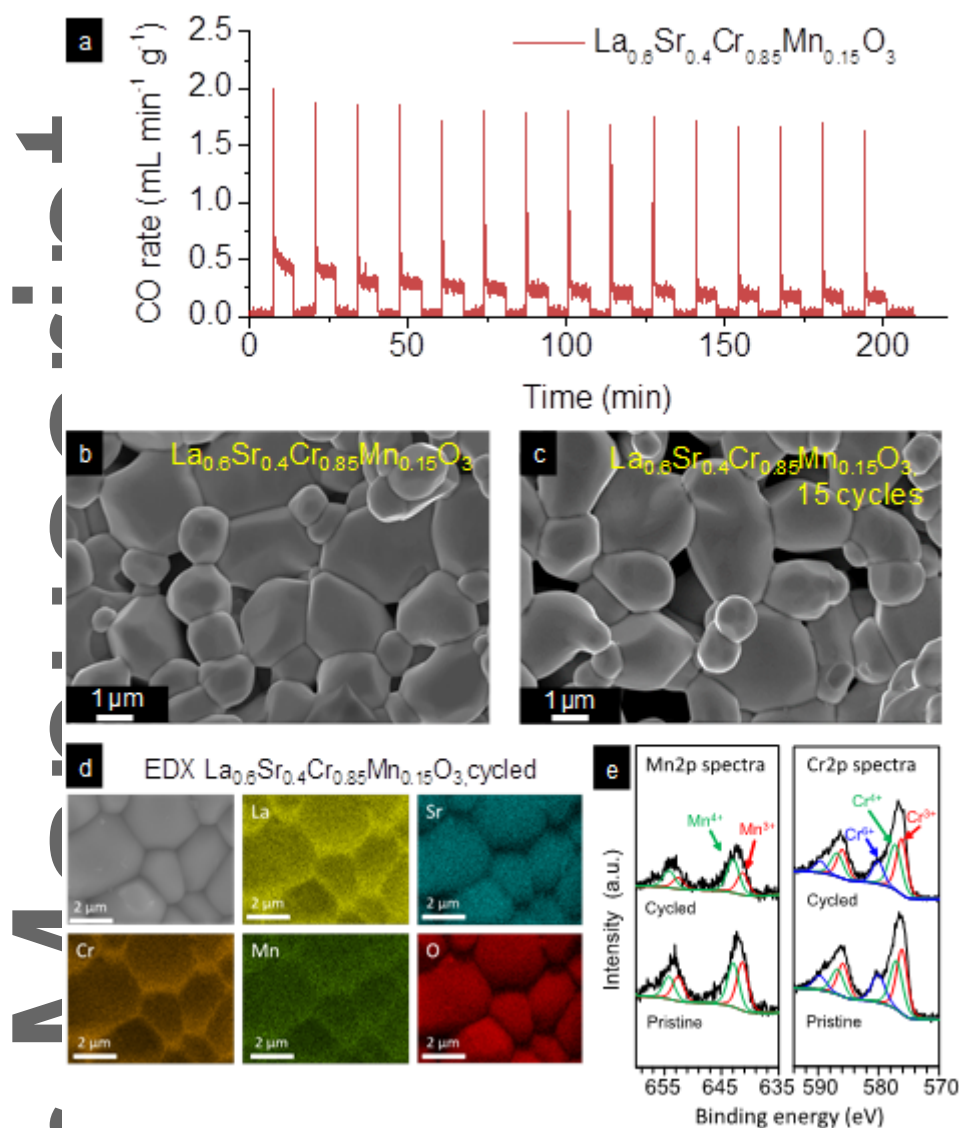 a
La0.6Sr0.4Cr0.85Mn0.15O3
CO rate (mL min⁻¹ g⁻¹)
2.5
2.0
1.5
1.0
0.5
0.0
0 50 100 150 200
Time (min)
b
La0.6Sr0.4Cr0.85Mn0.15O3
1 µm
c
La0.6Sr0.4Cr0.85Mn0.15O3,
15 cycles
1 µm
d
EDX La0.6Sr0.4Cr0.85Mn0.15O3,cycled
2 µm
La
2 µm
Sr
2 µm
Cr
2 µm
Mn
2 µm
O
2 µm
e
Mn2p spectra
Cr2p spectra
Intensity (a.u.)
Mn⁴⁺
Mn³⁺
Cycled
Pristine
Cr⁶⁺
Cr⁴⁺
Cr³⁺
Cycled
Pristine
655 645 635
590 580 570
Binding energy (eV)